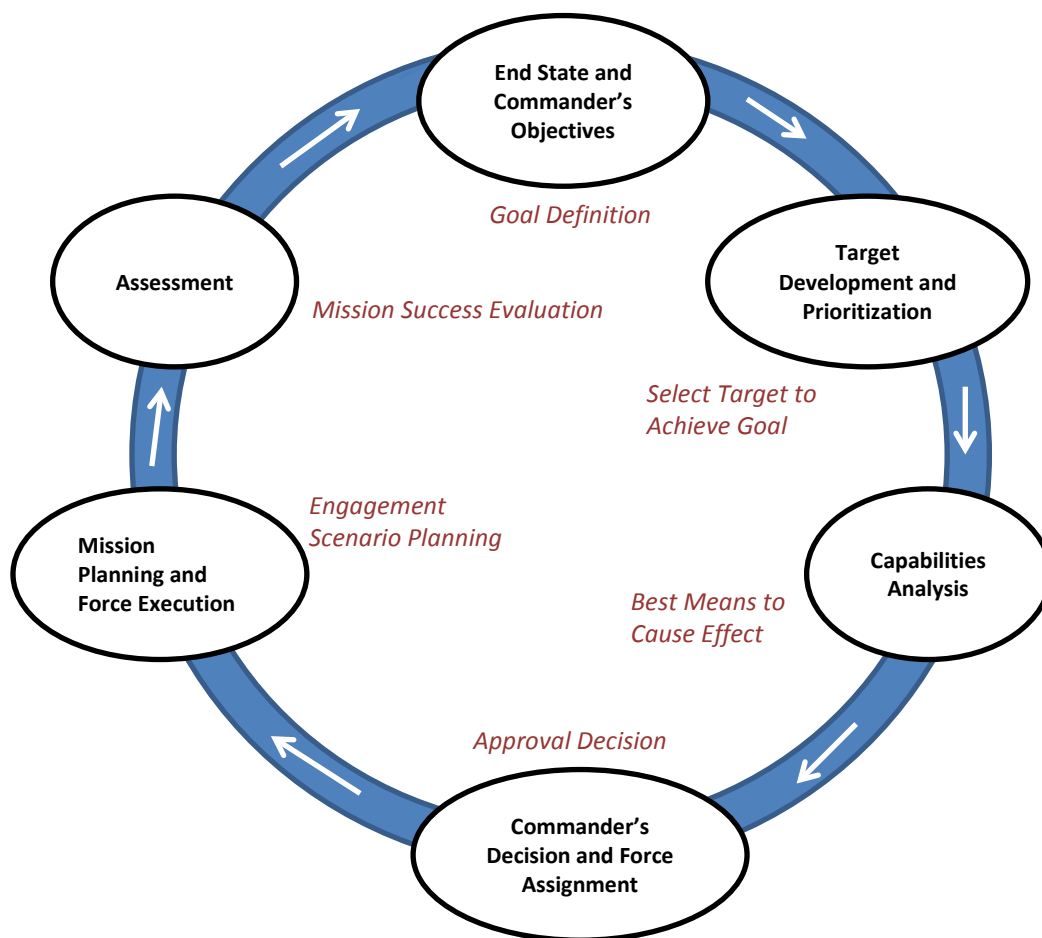 End State and
Commander’s
Objectives
Goal Definition
Target
Development and
Prioritization
Select Target to
Achieve Goal
Capabilities
Analysis
Best Means to
Cause Effect
Commander’s
Decision and Force
Assignment
Approval Decision
Mission
Planning and
Force Execution
Engagement
Scenario Planning
Assessment
Mission Success Evaluation